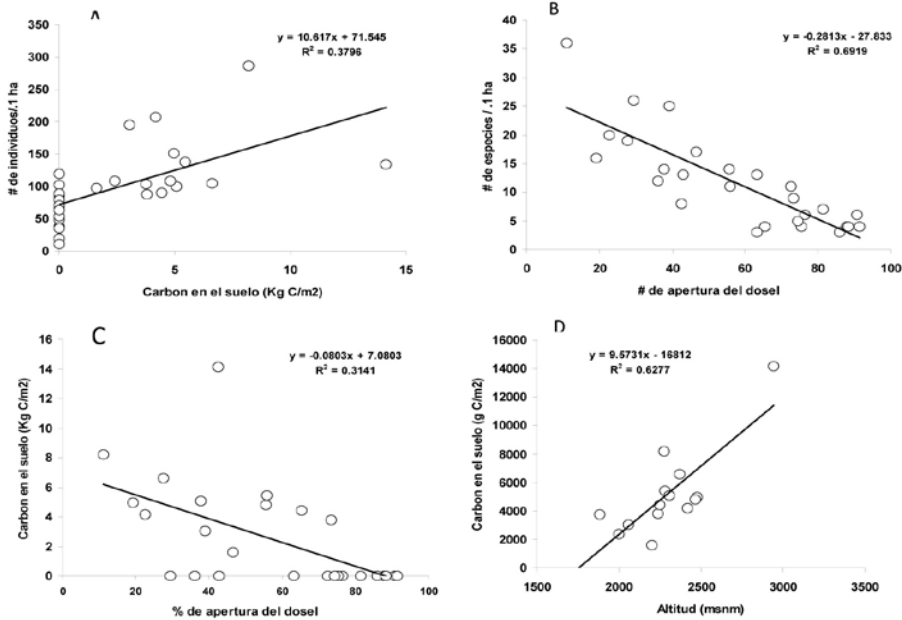 A
y = 10.617x + 71.545
R² = 0.3796
# de individuos/.1 ha
350
300
250
200
150
100
50
0
0 5 10 15
Carbon en el suelo (Kg C/m2)
B
y = -0.2813x - 27.833
R² = 0.6919
# de especies / .1 ha
40
35
30
25
20
15
10
5
0
0 20 40 60 80 100
# de apertura del dosel
C
y = -0.0803x + 7.0803
R² = 0.3141
Carbon en el suelo (Kg C/m2)
16
14
12
10
8
6
4
2
0
0 20 40 60 80 100
% de apertura del dosel
D
y = 9.5731x - 16812
R² = 0.6277
Carbon en el suelo (g C/m2)
16000
14000
12000
10000
8000
6000
4000
2000
0
1500 2000 2500 3000 3500
Altitud (msnm)